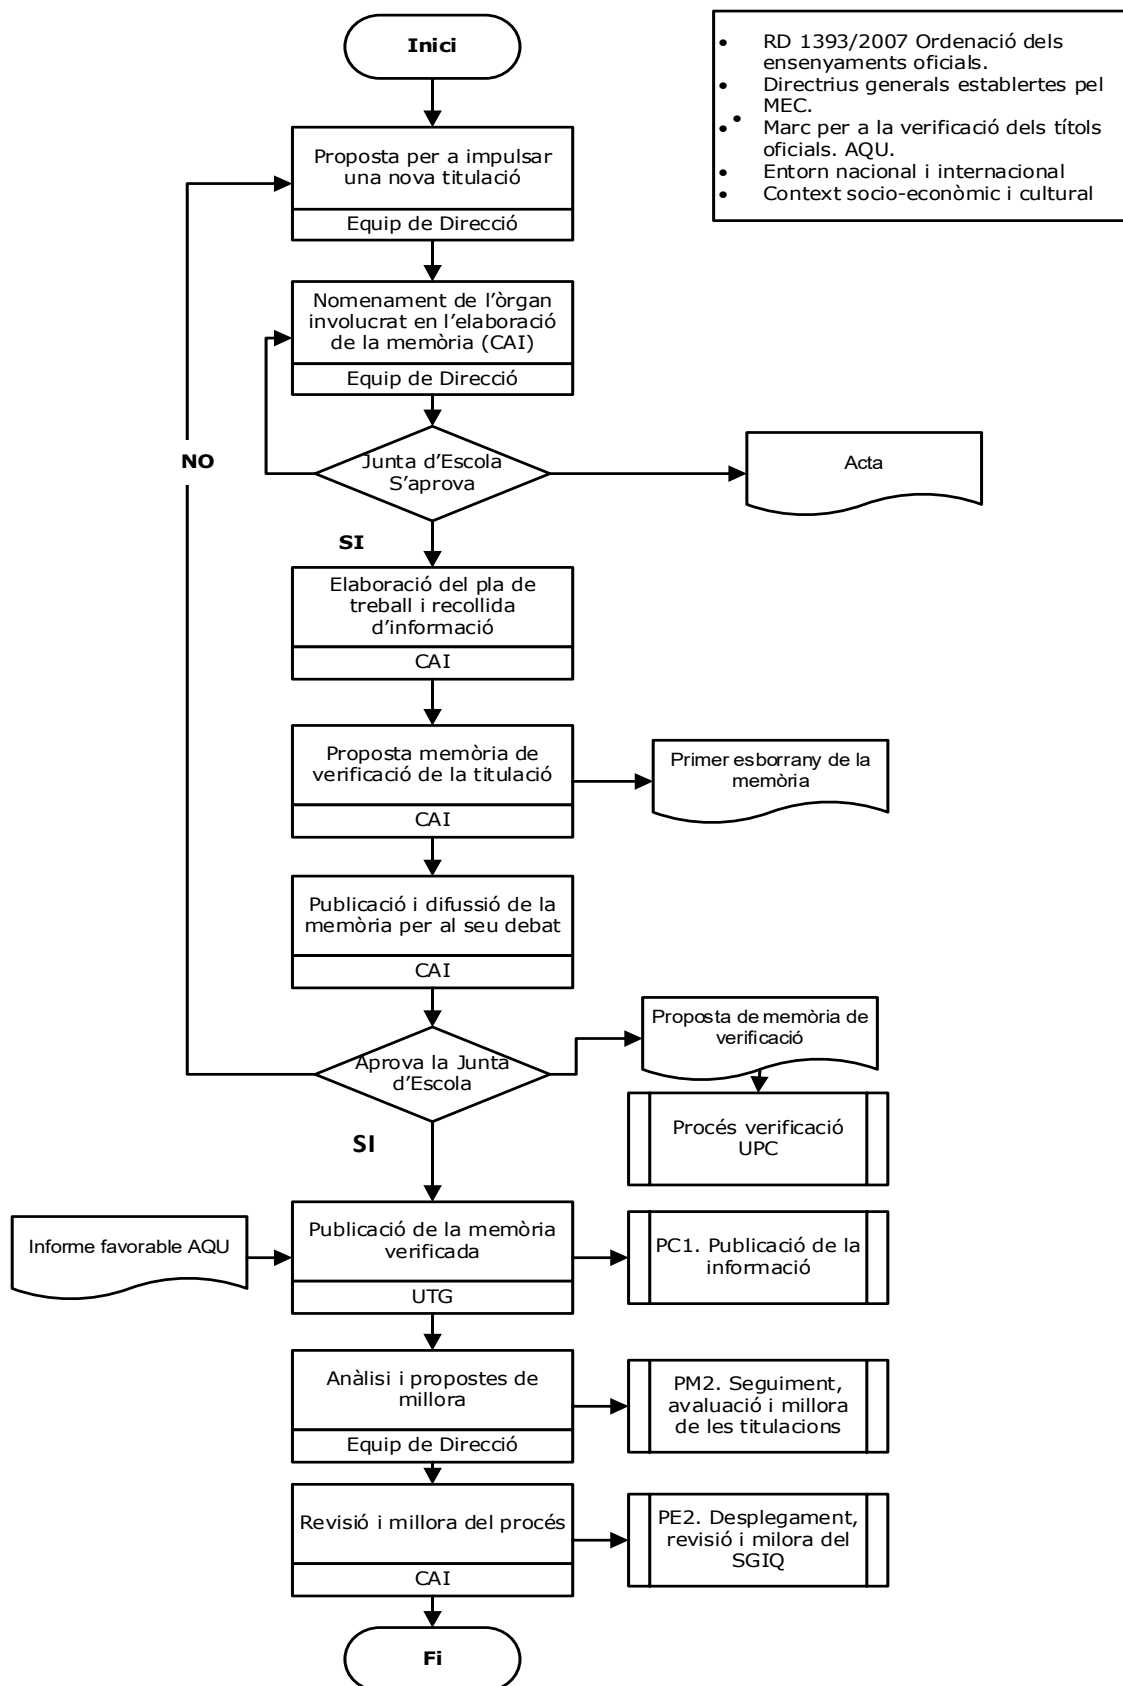 Inici
• RD 1393/2007 Ordenació dels
ensenyaments oficials.
• Directrius generals establertes pel
MEC.
• Marc per a la verificació dels títols
oficials. AQU.
• Entorn nacional i internacional
• Context socio-econòmic i cultural
Proposta per a impulsar
una nova titulació
Equip de Direcció
Nomenament de l'òrgan
involucrat en l'elaboració
de la memòria (CAI)
Equip de Direcció
NO
Junta d'Escola
S'aprova
Acta
SI
Elaboració del pla de
treball i recollida
d'informació
CAI
Proposta memòria de
verificació de la titulació
CAI
Primer esborrany de la
memòria
Publicació i difussió de la
memòria per al seu debat
CAI
Aprova la Junta
d'Escola
Proposta de memòria de
verificació
Procés verificació
UPC
SI
Informe favorable AQU
Publicació de la memòria
verificada
UTG
PC1. Publicació de la
informació
Anàlisi i propostes de
millora
Equip de Direcció
PM2. Seguiment,
avaluació i millora
de les titulacions
Revisió i millora del procés
CAI
PE2. Desplegament,
revisió i milora del
SGIQ
Fi